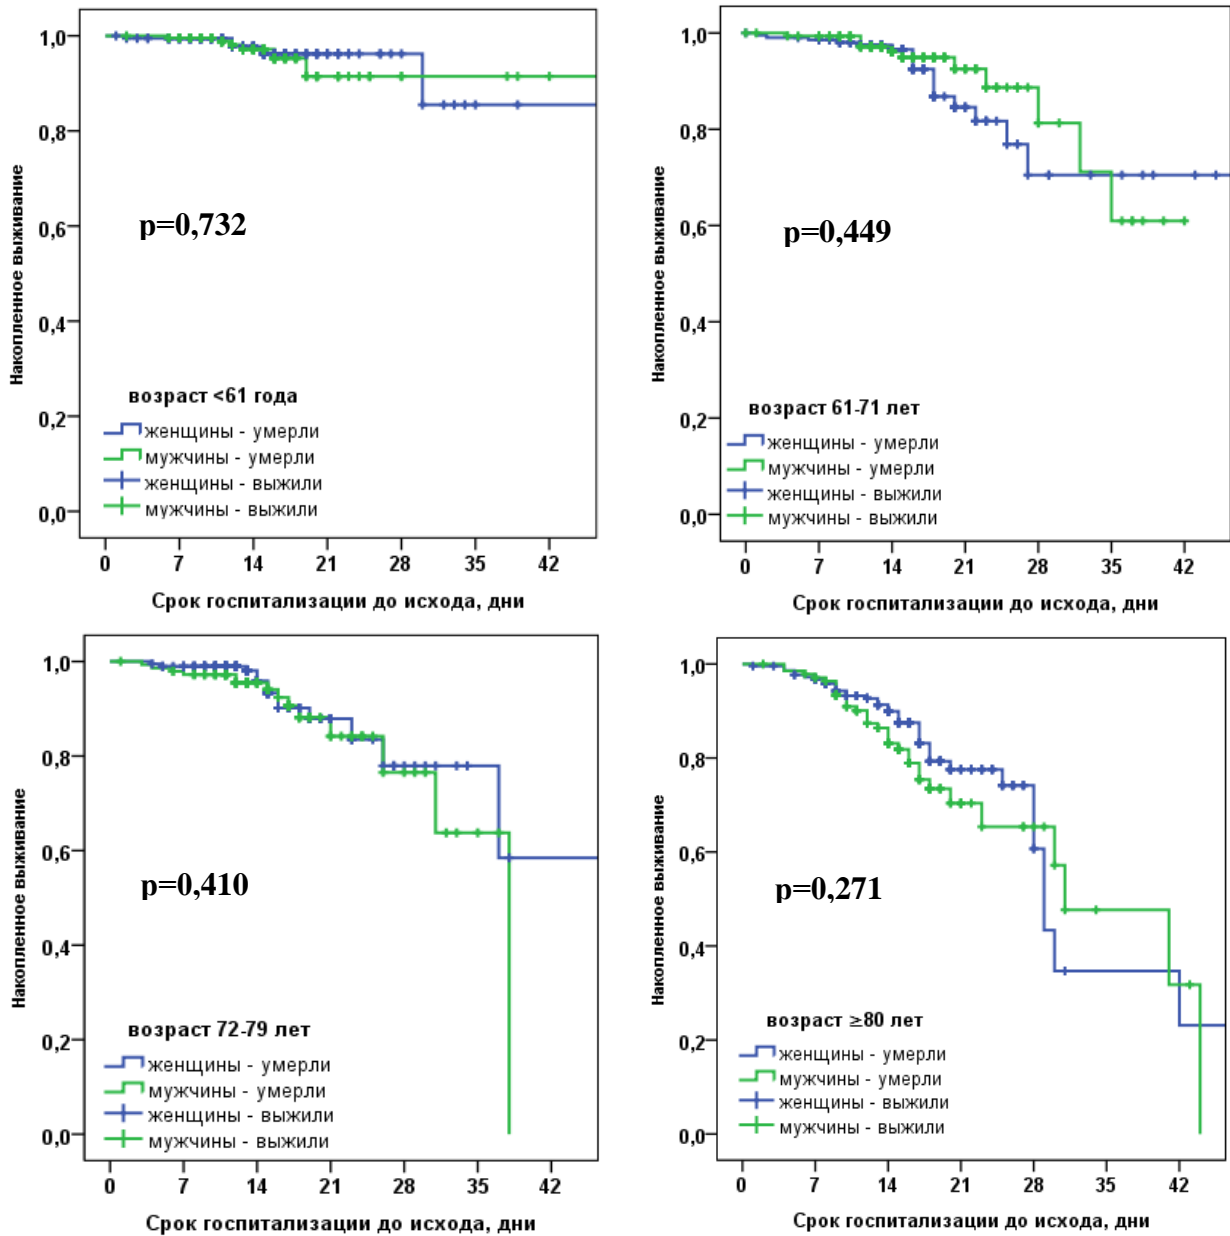 1,0
0,8
0,6
0,4
0,2
0,0
Накопленное выживание
p=0,732
возраст <61 года
женщины - умерли
мужчины - умерли
женщины - выжили
мужчины - выжили
0 7 14 21 28 35 42
Срок госпитализации до исхода, дни
1,0
0,8
0,6
0,4
0,2
0,0
Накопленное выживание
p=0,449
возраст 61-71 лет
женщины - умерли
мужчины - умерли
женщины - выжили
мужчины - выжили
0 7 14 21 28 35 42
Срок госпитализации до исхода, дни
1,0
0,8
0,6
0,4
0,2
0,0
Накопленное выживание
p=0,410
возраст 72-79 лет
женщины - умерли
мужчины - умерли
женщины - выжили
мужчины - выжили
0 7 14 21 28 35 42
Срок госпитализации до исхода, дни
1,0
0,8
0,6
0,4
0,2
0,0
Накопленное выживание
p=0,271
возраст ≥80 лет
женщины - умерли
мужчины - умерли
женщины - выжили
мужчины - выжили
0 7 14 21 28 35 42
Срок госпитализации до исхода, дни